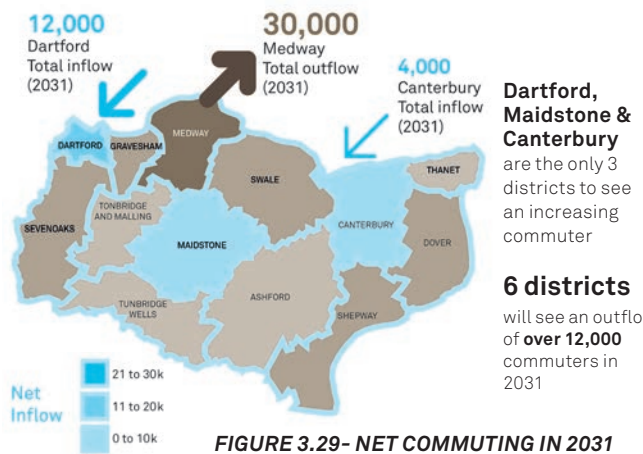 12,000
Dartford
Total inflow
(2031)
30,000
Medway
Total outflow
(2031)
4,000
Canterbury
Total inflow
(2031)
Dartford,
Maidstone &
Canterbury
are the only 3
districts to see
an increasing
commuter
6 districts
will see an outflo
of over 12,000
commuters in
2031
MEDWAY
DARTFORD
GRAVESHAM
SWALE
THANET
TONBRIDGE
AND MALLING
SEVENOAKS
MAIDSTONE
CANTERBURY
DOVER
TUNBRIDGE
WELLS
ASHFORD
SHEPWAY
Net
Inflow
21 to 30k
11 to 20k
0 to 10k
FIGURE 3.29- NET COMMUTING IN 2031